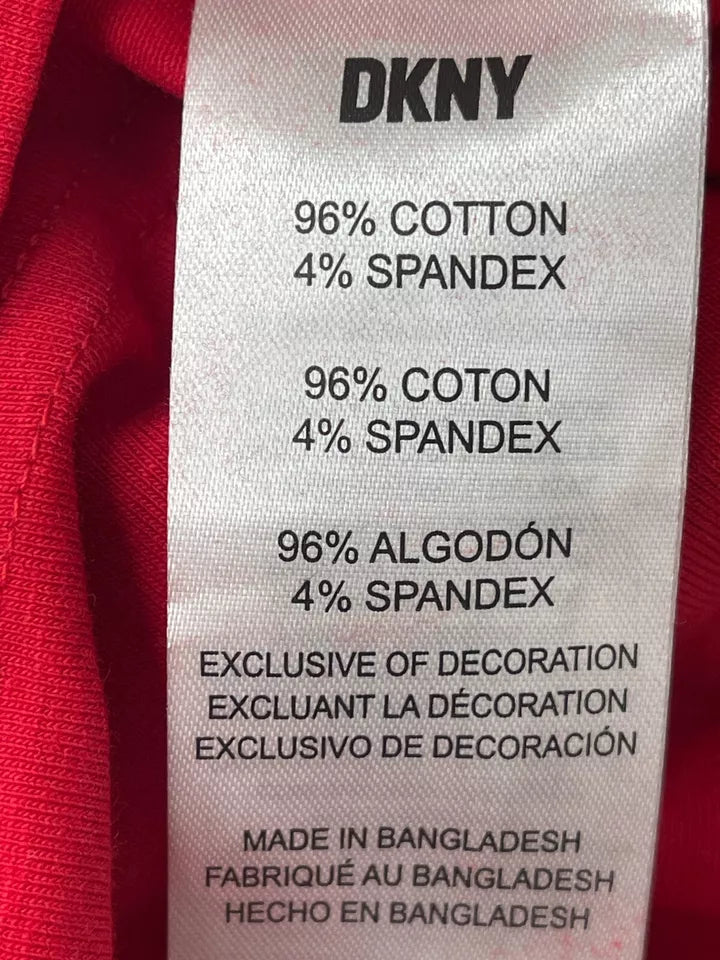 DKNY
96% COTTON
4% SPANDEX
96% COTON
4% SPANDEX
96% ALGODÓN
4% SPANDEX
EXCLUSIVE OF DECORATION
EXCLUANT LA DÉCORATION
EXCLUSIVO DE DECORACIÓN
MADE IN BANGLADESH
FABRIQUÉ AU BANGLADESH
HECHO EN BANGLADESH